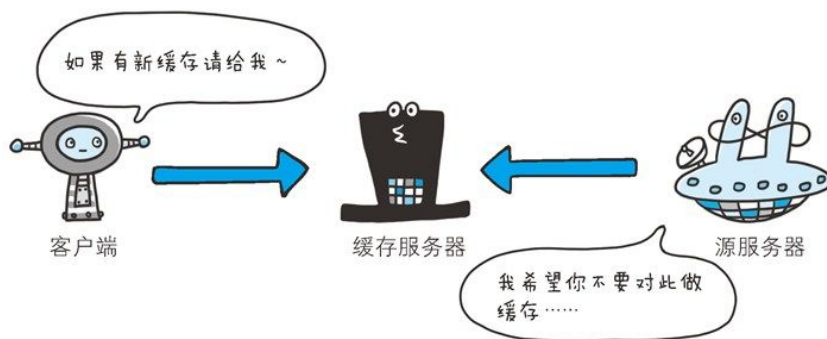 如果有新缓存请给我～
客户端
缓存服务器
源服务器
我希望你不要对此做
缓存……